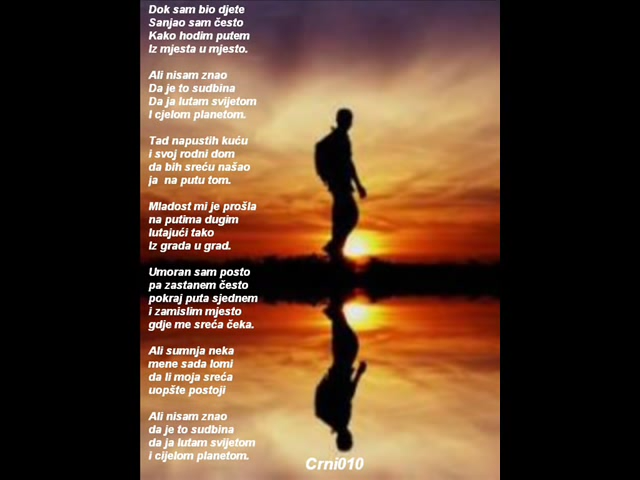 Dok sam bio djete
Sanjao sam često
Kako hodim putem
Iz mjesta u mjesto.
Ali nisam znao
Da je to sudbina
Da ja lutam svijetom
I cjelom planetom.
Tad napustih kuću
i svoj rodni dom
da bih sreću našao
ja na putu tom.
Mladost mi je prošla
na putima dugim
lutajući tako
Iz grada u grad.
Umoran sam posto
pa zastanem često
pokraj puta sjednem
i zamislim mjesto
gdje me sreća čeka.
Ali sumnja neka
mene sada lomi
da li moja sreća
uopšte postoji
Ali nisam znao
da je to sudbina
da ja lutam svijetom
i cijelom planetom.
Crni010